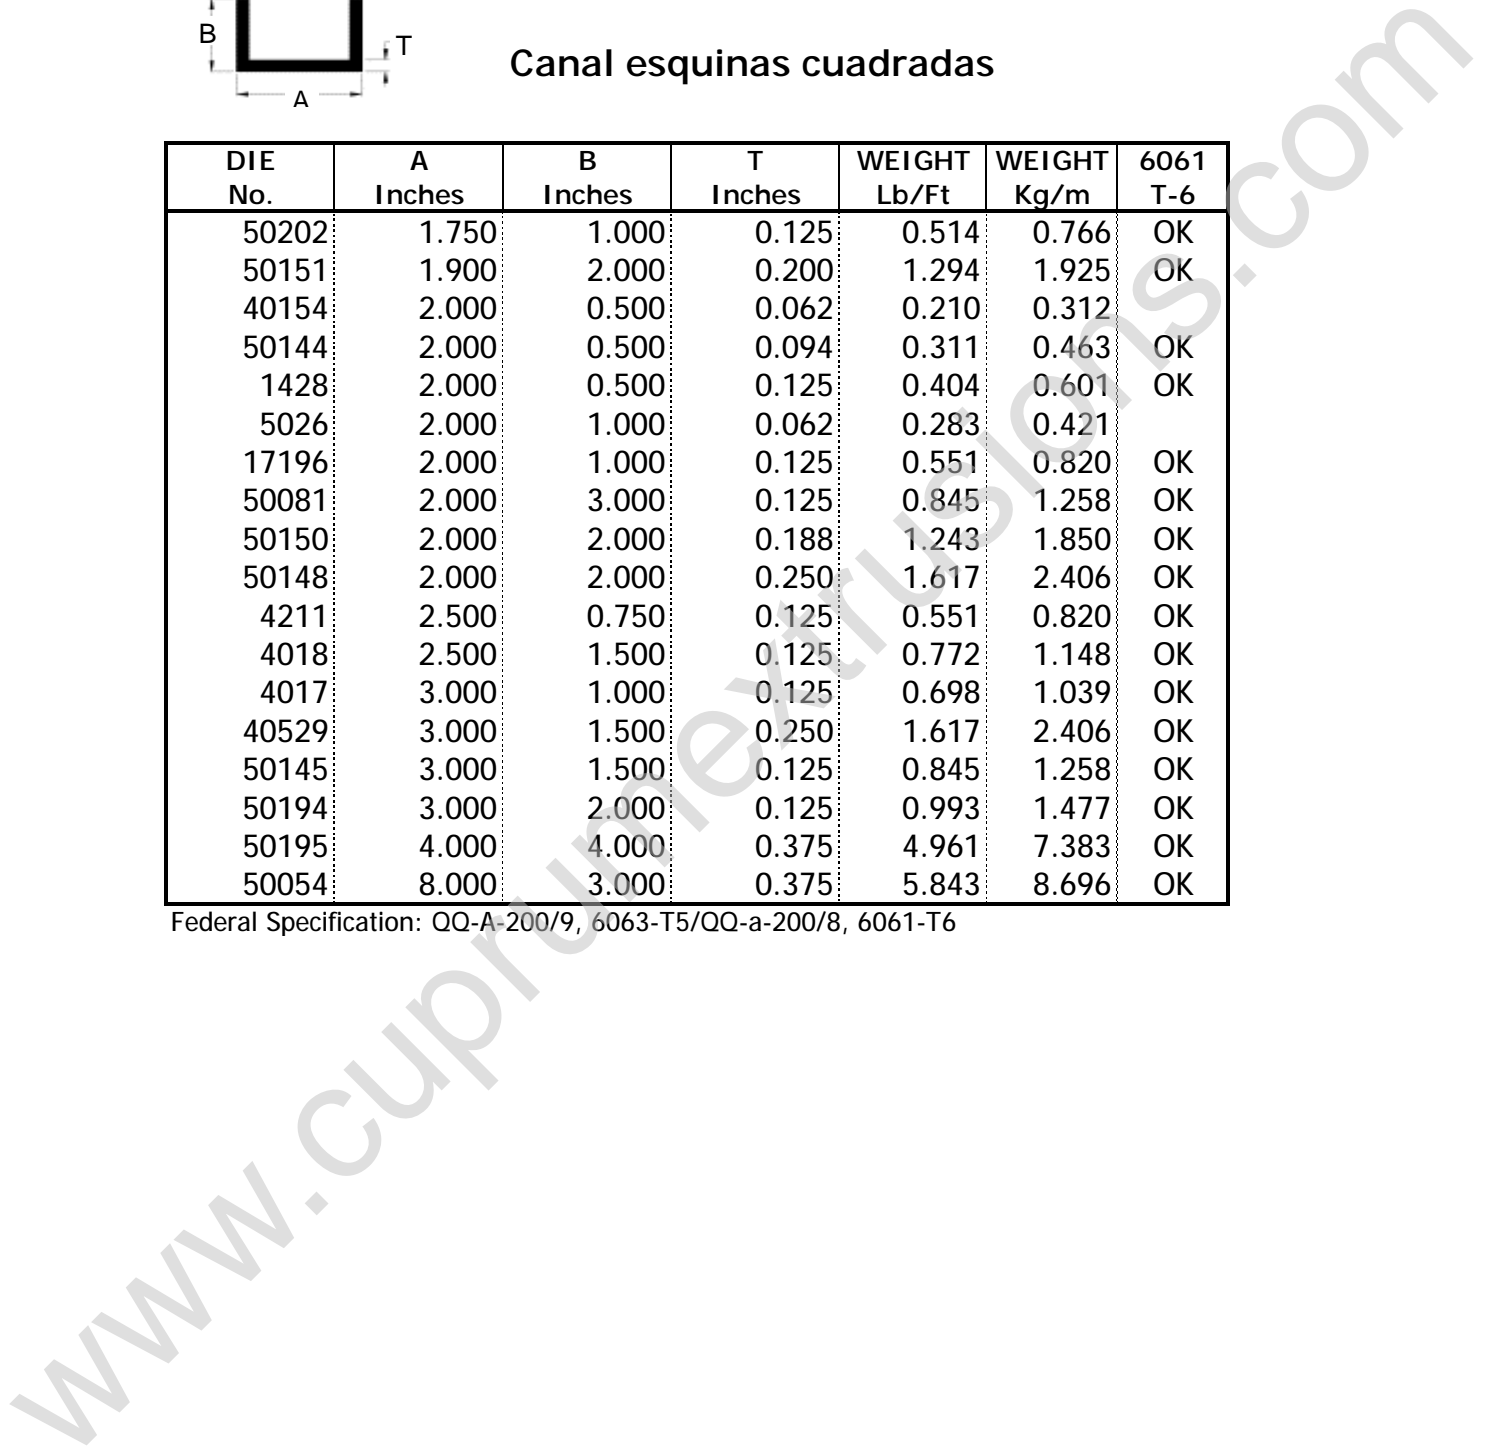 B
T
A
Canal esquinas cuadradas
DIE A B T WEIGHT WEIGHT 6061
No. Inches Inches Inches Lb/Ft Kg/m T-6
50202 1.750 1.000 0.125 0.514 0.766 OK
50151 1.900 2.000 0.200 1.294 1.925 OK
40154 2.000 0.500 0.062 0.210 0.312
50144 2.000 0.500 0.094 0.311 0.463 OK
1428 2.000 0.500 0.125 0.404 0.601 OK
5026 2.000 1.000 0.062 0.283 0.421
17196 2.000 1.000 0.125 0.551 0.820 OK
50081 2.000 3.000 0.125 0.845 1.258 OK
50150 2.000 2.000 0.188 1.243 1.850 OK
50148 2.000 2.000 0.250 1.617 2.406 OK
4211 2.500 0.750 0.125 0.551 0.820 OK
4018 2.500 1.500 0.125 0.772 1.148 OK
4017 3.000 1.000 0.125 0.698 1.039 OK
40529 3.000 1.500 0.250 1.617 2.406 OK
50145 3.000 1.500 0.125 0.845 1.258 OK
50194 3.000 2.000 0.125 0.993 1.477 OK
50195 4.000 4.000 0.375 4.961 7.383 OK
50054 8.000 3.000 0.375 5.843 8.696 OK
Federal Specification: QQ-A-200/9, 6063-T5/QQ-a-200/8, 6061-T6
www.cuprumextrusions.com